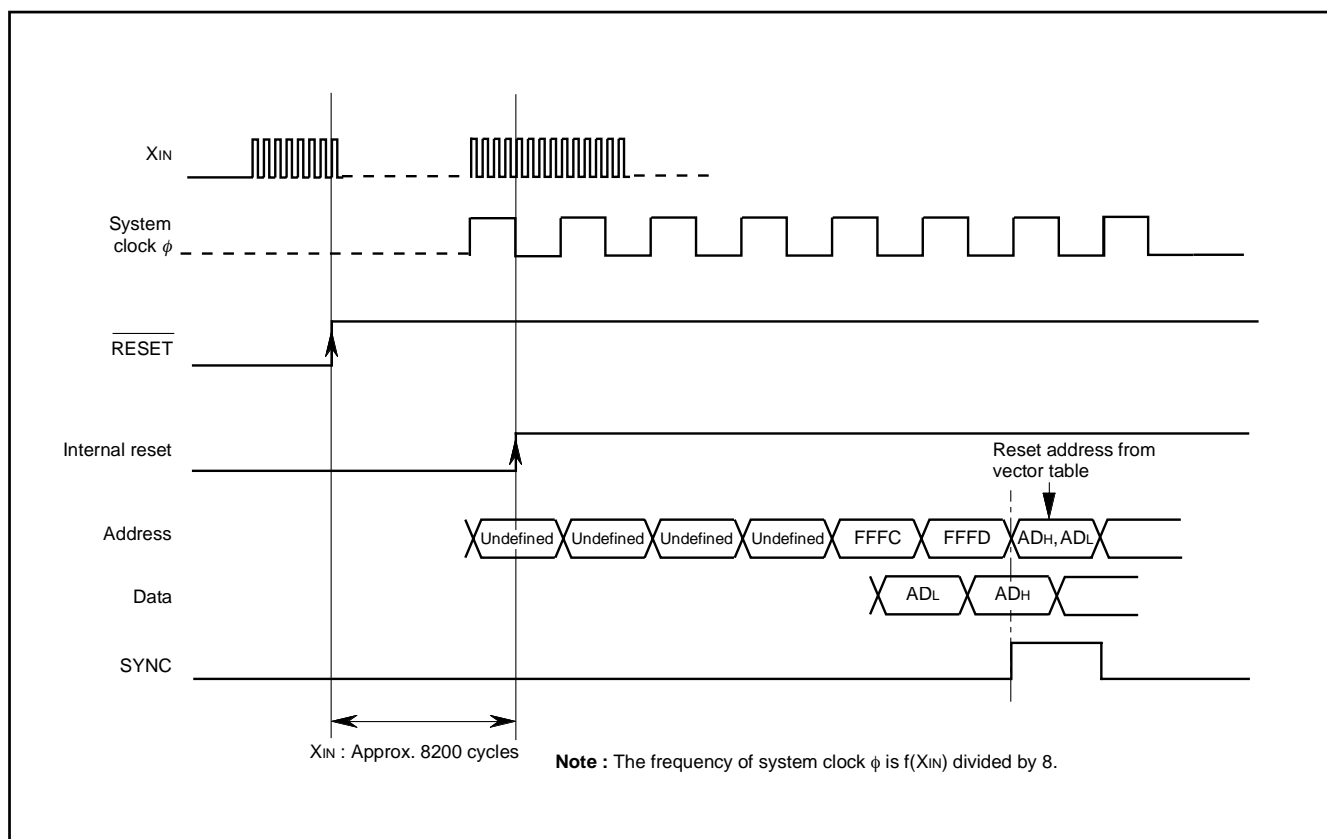 XIN
System
clock ϕ
RESET
Internal reset
Reset address from
vector table
Address
Undefined Undefined Undefined Undefined FFFC FFFD ADH, ADL
Data
ADL ADH
SYNC
XIN : Approx. 8200 cycles
Note : The frequency of system clock ϕ is f(XIN) divided by 8.